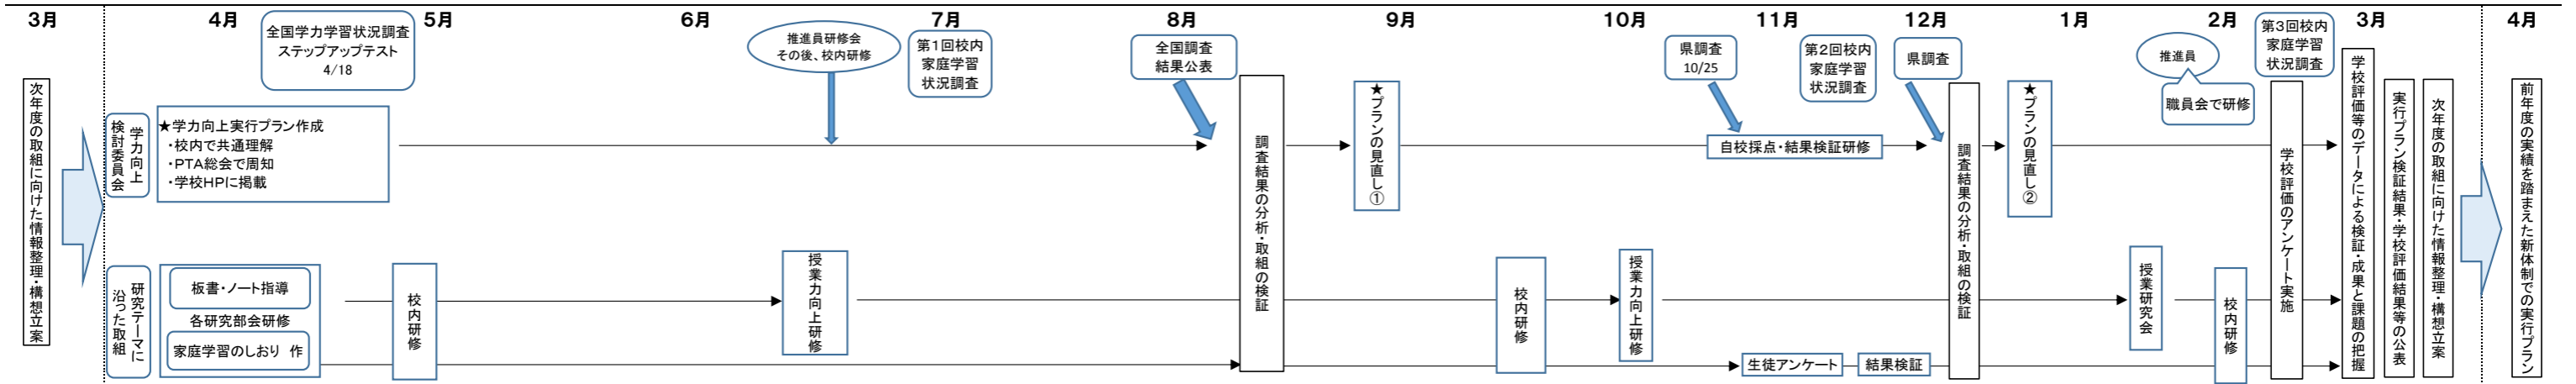 3月
4月
5月
6月
7月
8月
9月
10月
11月
12月
1月
2月
3月
4月
全国学力学習状況調査
ステップアップテスト
4/18
推進員研修会
その後、校内研修
第1回校内
家庭学習
状況調査
全国調査
結果公表
県調査
10/25
第2回校内
家庭学習
状況調査
県調査
推進員
職員会で研修
第3回校内
家庭学習
状況調査
次年度の取組に向けた情報整理・構想立案
学力向上
検討委員会
★学力向上実行プラン作成
・校内で共通理解
・PTA総会で周知
・学校HPに掲載
調査結果の分析・取組の検証
★プランの見直し①
自校採点・結果検証研修
調査結果の分析・取組の検証
★プランの見直し②
学校評価のアンケート実施
学校評価等のデータによる検証・成果と課題の把握
実行プラン検証結果・学校評価結果等の公表
次年度の取組に向けた情報整理・構想立案
前年度の実績を踏まえた新体制での実行プラン
研究テーマに
沿った取組
板書・ノート指導
各研究部会研修
家庭学習のしおり 作
校内研修
授業力向上研修
校内研修
授業力向上研修
生徒アンケート
結果検証
授業研究会
校内研修